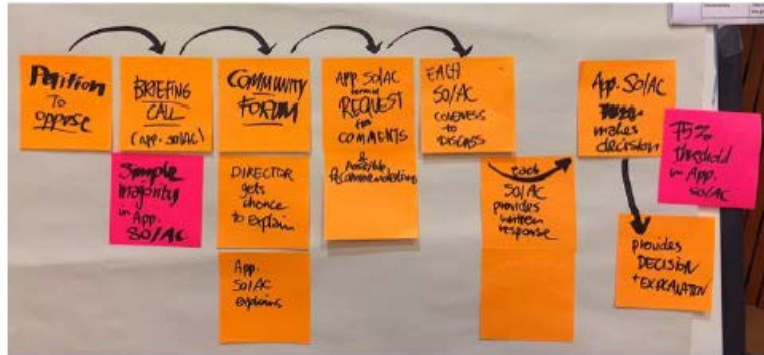 Petition
To
oppose
BRIEFING
CALL
(App. SO/AC)
Simple
majority
in App.
SO/AC
COMMUNITY
FORUM
DIRECTOR
gets
chance
to Explain
App.
SO/AC
explains
App. SO/AC
REQUEST
for
COMMENTS
&
Possible
Recommendations
EACH
SO/AC
CONVENES
to
DISCUSS
each
SO/AC
provides
written
response
App. SO/AC
makes
decision
75%
threshold
in App.
SO/AC
provides
DECISION
+ EXPLANATION